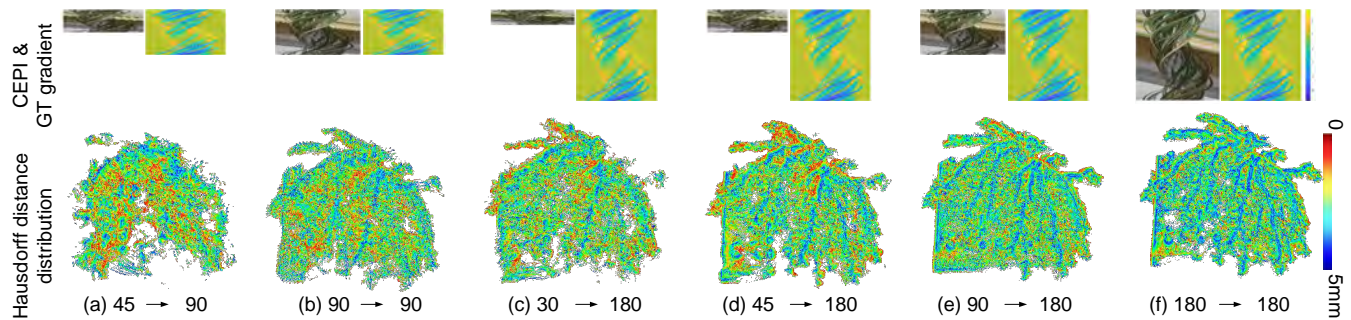 CEPI &
GT gradient
Hausdorff distance
distribution
0
5mm
(a) 45 → 90
(b) 90 → 90
(c) 30 → 180
(d) 45 → 180
(e) 90 → 180
(f) 180 → 180